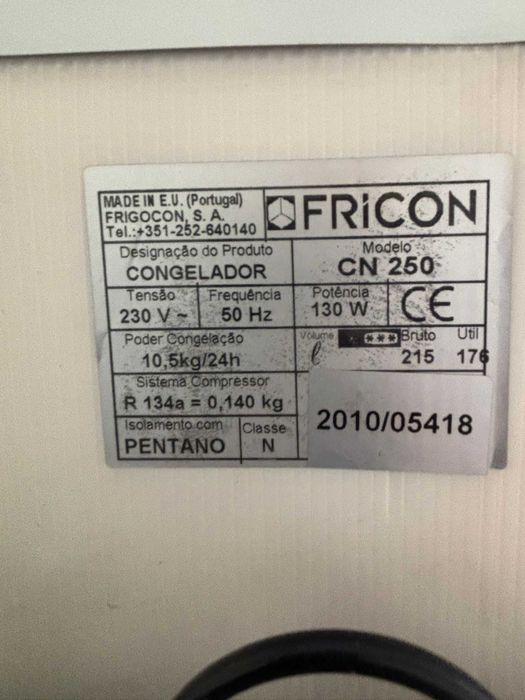 MADE IN E.U. (Portugal)
FRIGOCON, S. A.
Tel.:+351-252-640140
FRiCON
Designação do Produto
CONGELADOR
Modelo
CN 250
Tensão
230 V ~
Frequência
50 Hz
Potência
130 W
CE
Poder Congelação
10,5kg/24h
Volume
ℓ
****
Bruto
215
Util
176
Sistema Compressor
R 134a = 0,140 kg
Isolamento com
PENTANO
Classe
N
2010/05418